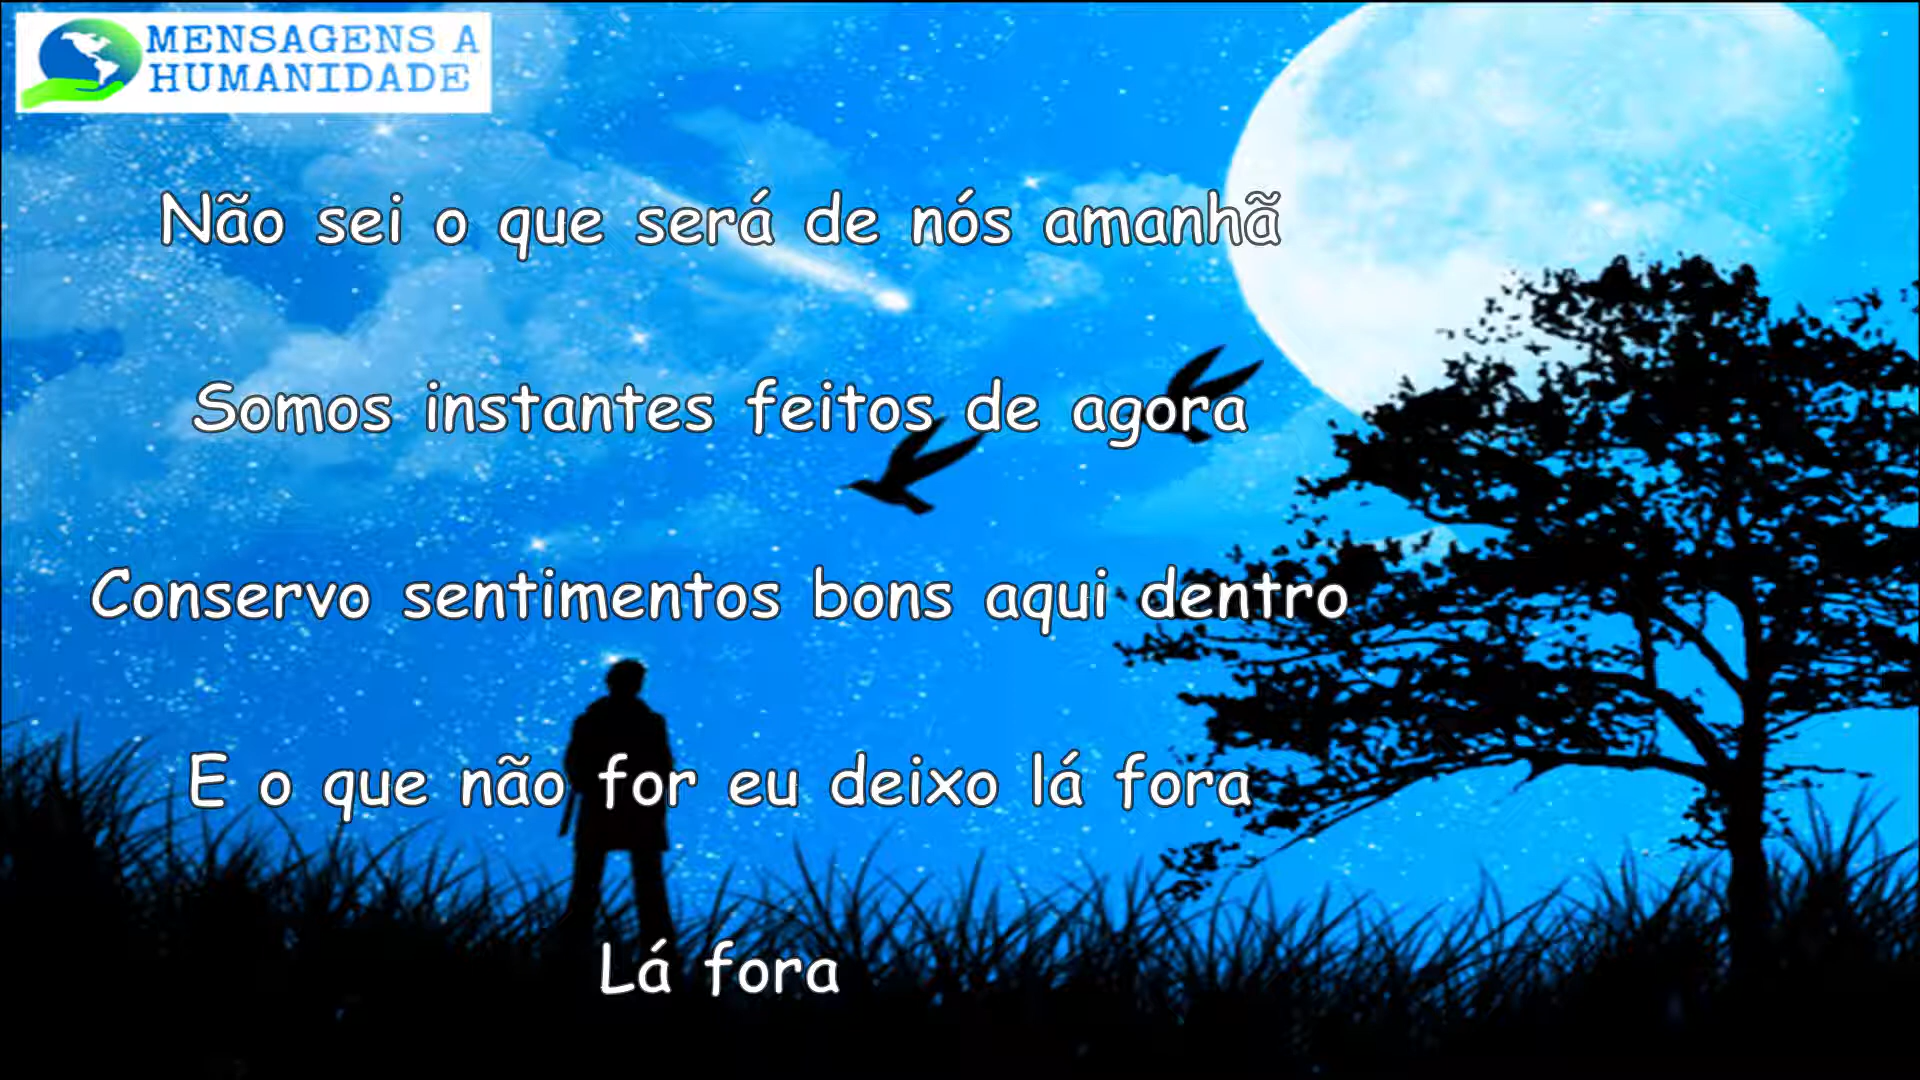 MENSAGENS A
HUMANIDADE
Não sei o que será de nós amanhã
Somos instantes feitos de agora
Conservo sentimentos bons aqui dentro
E o que não for eu deixo lá fora
Lá fora